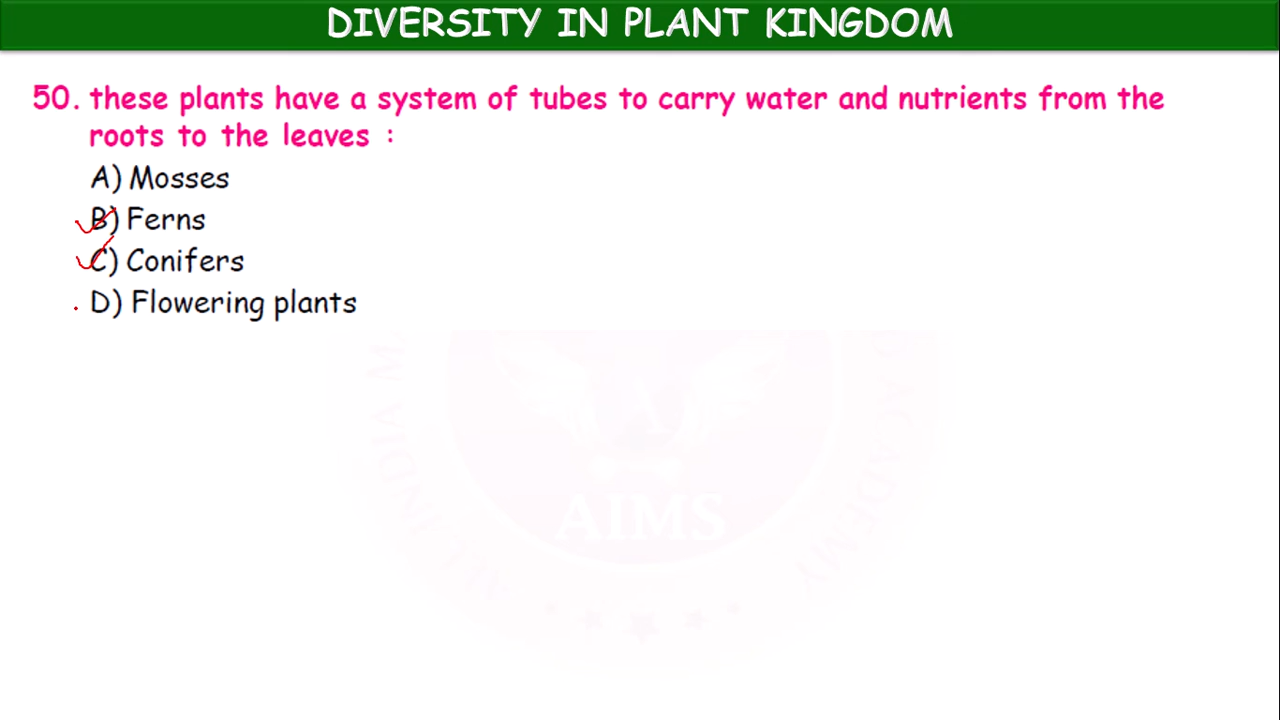 DIVERSITY IN PLANT KINGDOM
50. these plants have a system of tubes to carry water and nutrients from the
roots to the leaves :
A) Mosses
B) Ferns
C) Conifers
D) Flowering plants
AIMS